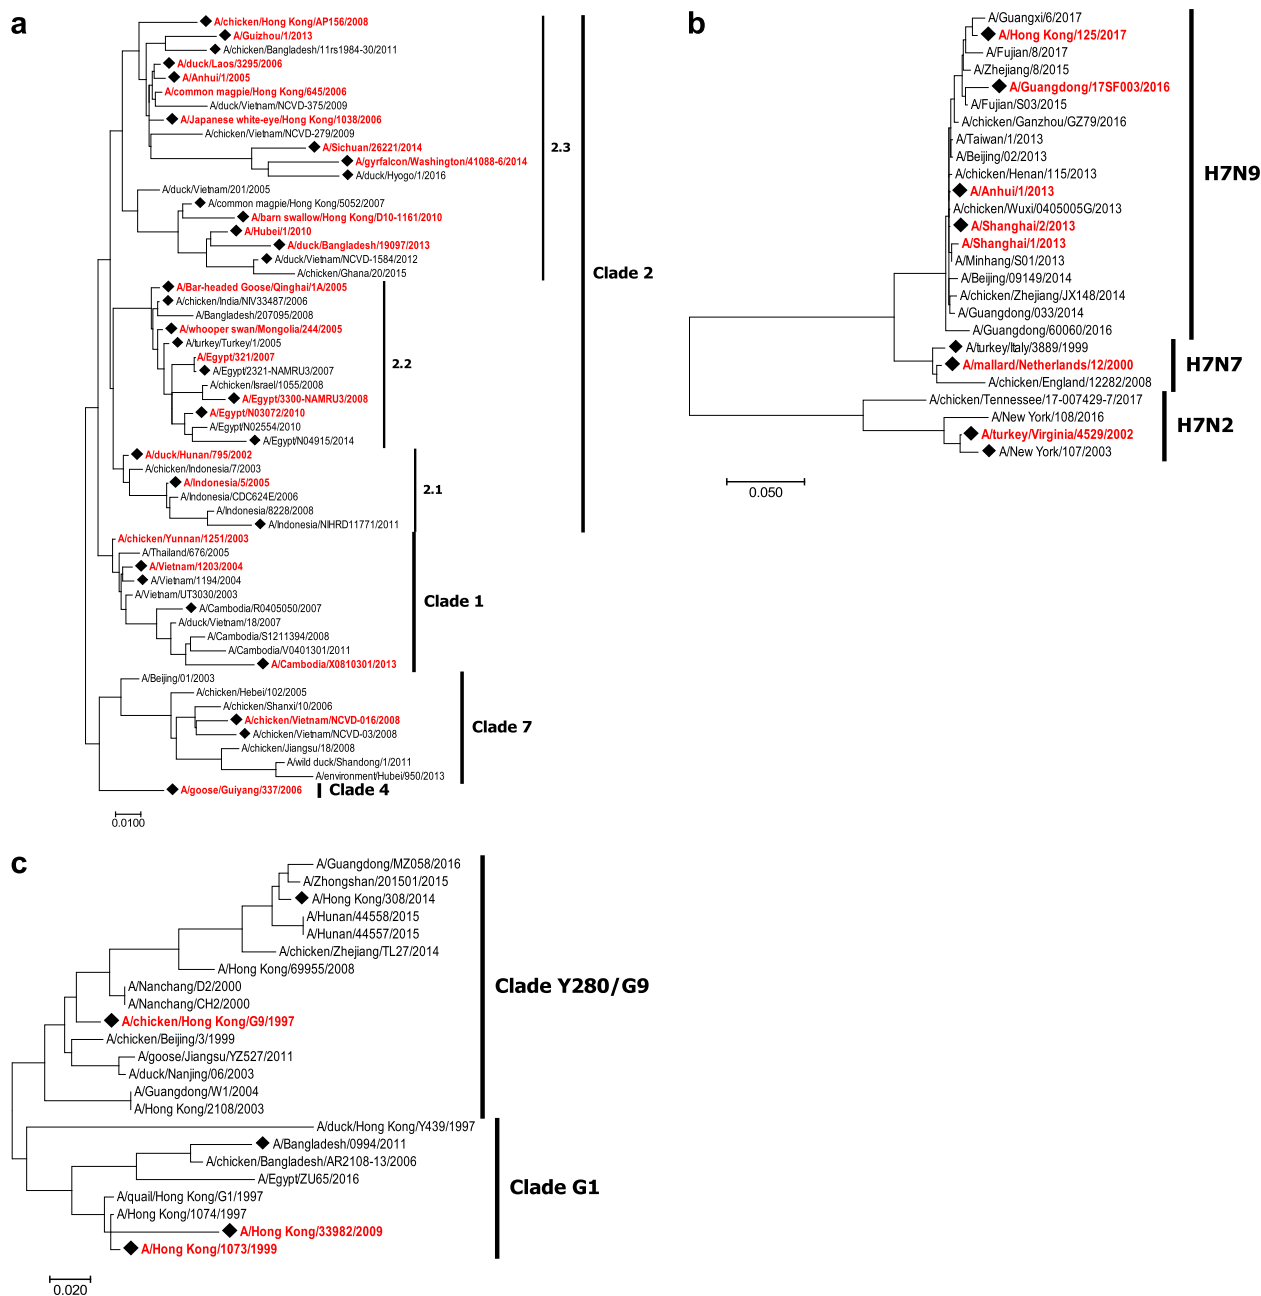 a
A/chicken/Hong Kong/AP156/2008
A/Guizhou/1/2013
A/chicken/Bangladesh/11rs1984-30/2011
A/duck/Laos/3295/2006
A/Anhui/1/2005
A/common magpie/Hong Kong/645/2006
A/duck/Vietnam/NCVD-375/2009
A/Japanese white-eye/Hong Kong/1038/2006
A/chicken/Vietnam/NCVD-279/2009
A/Sichuan/26221/2014
A/gyrfalcon/Washington/41088-6/2014
A/duck/Hyogo/1/2016
A/duck/Vietnam/201/2005
A/common magpie/Hong Kong/5052/2007
A/barn swallow/Hong Kong/D10-1161/2010
A/Hubei/1/2010
A/duck/Bangladesh/19097/2013
A/duck/Vietnam/NCVD-1584/2012
A/chicken/Ghana/20/2015
2.3
A/Bar-headed Goose/Qinghai/1A/2005
A/chicken/India/NIV33487/2006
A/Bangladesh/207095/2008
A/whooper swan/Mongolia/244/2005
A/turkey/Turkey/1/2005
A/Egypt/321/2007
A/Egypt/2321-NAMRU3/2007
A/chicken/Israel/1055/2008
A/Egypt/3300-NAMRU3/2008
A/Egypt/N03072/2010
A/Egypt/N02554/2010
A/Egypt/N04915/2014
2.2
A/duck/Hunan/795/2002
A/chicken/Indonesia/7/2003
A/Indonesia/5/2005
A/Indonesia/CDC624E/2006
A/Indonesia/8228/2008
A/Indonesia/NIHRD11771/2011
2.1
Clade 2
A/chicken/Yunnan/1251/2003
A/Thailand/676/2005
A/Vietnam/1203/2004
A/Vietnam/1194/2004
A/Vietnam/UT3030/2003
A/Cambodia/R0405050/2007
A/duck/Vietnam/18/2007
A/Cambodia/S1211394/2008
A/Cambodia/V0401301/2011
A/Cambodia/X0810301/2013
Clade 1
A/Beijing/01/2003
A/chicken/Hebei/102/2005
A/chicken/Shanxi/10/2006
A/chicken/Vietnam/NCVD-016/2008
A/chicken/Vietnam/NCVD-03/2008
A/chicken/Jiangsu/18/2008
A/wild duck/Shandong/1/2011
A/environment/Hubei/950/2013
Clade 7
A/goose/Guiyang/337/2006
Clade 4
0.0100
b
A/Guangxi/6/2017
A/Hong Kong/125/2017
A/Fujian/8/2017
A/Zhejiang/8/2015
A/Guangdong/17SF003/2016
A/Fujian/S03/2015
A/chicken/Ganzhou/GZ79/2016
A/Taiwan/1/2013
A/Beijing/02/2013
A/chicken/Henan/115/2013
A/Anhui/1/2013
A/chicken/Wuxi/0405005G/2013
A/Shanghai/2/2013
A/Shanghai/1/2013
A/Minhang/S01/2013
A/Beijing/09149/2014
A/chicken/Zhejiang/JX148/2014
A/Guangdong/033/2014
A/Guangdong/60060/2016
H7N9
A/turkey/Italy/3889/1999
A/mallard/Netherlands/12/2000
A/chicken/England/12282/2008
H7N7
A/chicken/Tennessee/17-007429-7/2017
A/New York/108/2016
A/turkey/Virginia/4529/2002
A/New York/107/2003
H7N2
0.050
c
A/Guangdong/MZ058/2016
A/Zhongshan/201501/2015
A/Hong Kong/308/2014
A/Hunan/44558/2015
A/Hunan/44557/2015
A/chicken/Zhejiang/TL27/2014
A/Hong Kong/69955/2008
A/Nanchang/D2/2000
A/Nanchang/CH2/2000
A/chicken/Hong Kong/G9/1997
A/chicken/Beijing/3/1999
A/goose/Jiangsu/YZ527/2011
A/duck/Nanjing/06/2003
A/Guangdong/W1/2004
A/Hong Kong/2108/2003
Clade Y280/G9
A/duck/Hong Kong/Y439/1997
A/Bangladesh/0994/2011
A/chicken/Bangladesh/AR2108-13/2006
A/Egypt/ZU65/2016
A/quail/Hong Kong/G1/1997
A/Hong Kong/1074/1997
A/Hong Kong/33982/2009
A/Hong Kong/1073/1999
Clade G1
0.020